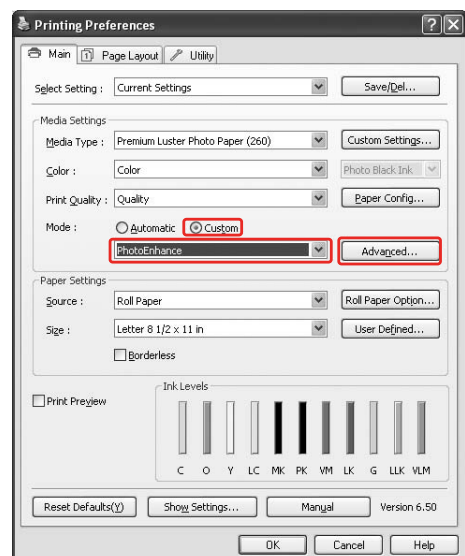 Printing Preferences
Main Page Layout Utility
Select Setting : Current Settings Save/Del...
Media Settings
Media Type : Premium Luster Photo Paper (260) Custom Settings...
Color : Color Photo Black Ink
Print Quality : Quality Paper Config...
Mode : Automatic Custom
PhotoEnhance Advanced...
Paper Settings
Source : Roll Paper Roll Paper Option...
Size : Letter 8 1/2 x 11 in User Defined...
Borderless
Print Preview
Ink Levels
C O Y LC MK PK VM LK G LLK VLM
Reset Defaults(Y) Show Settings... Manual Version 6.50
OK Cancel Help